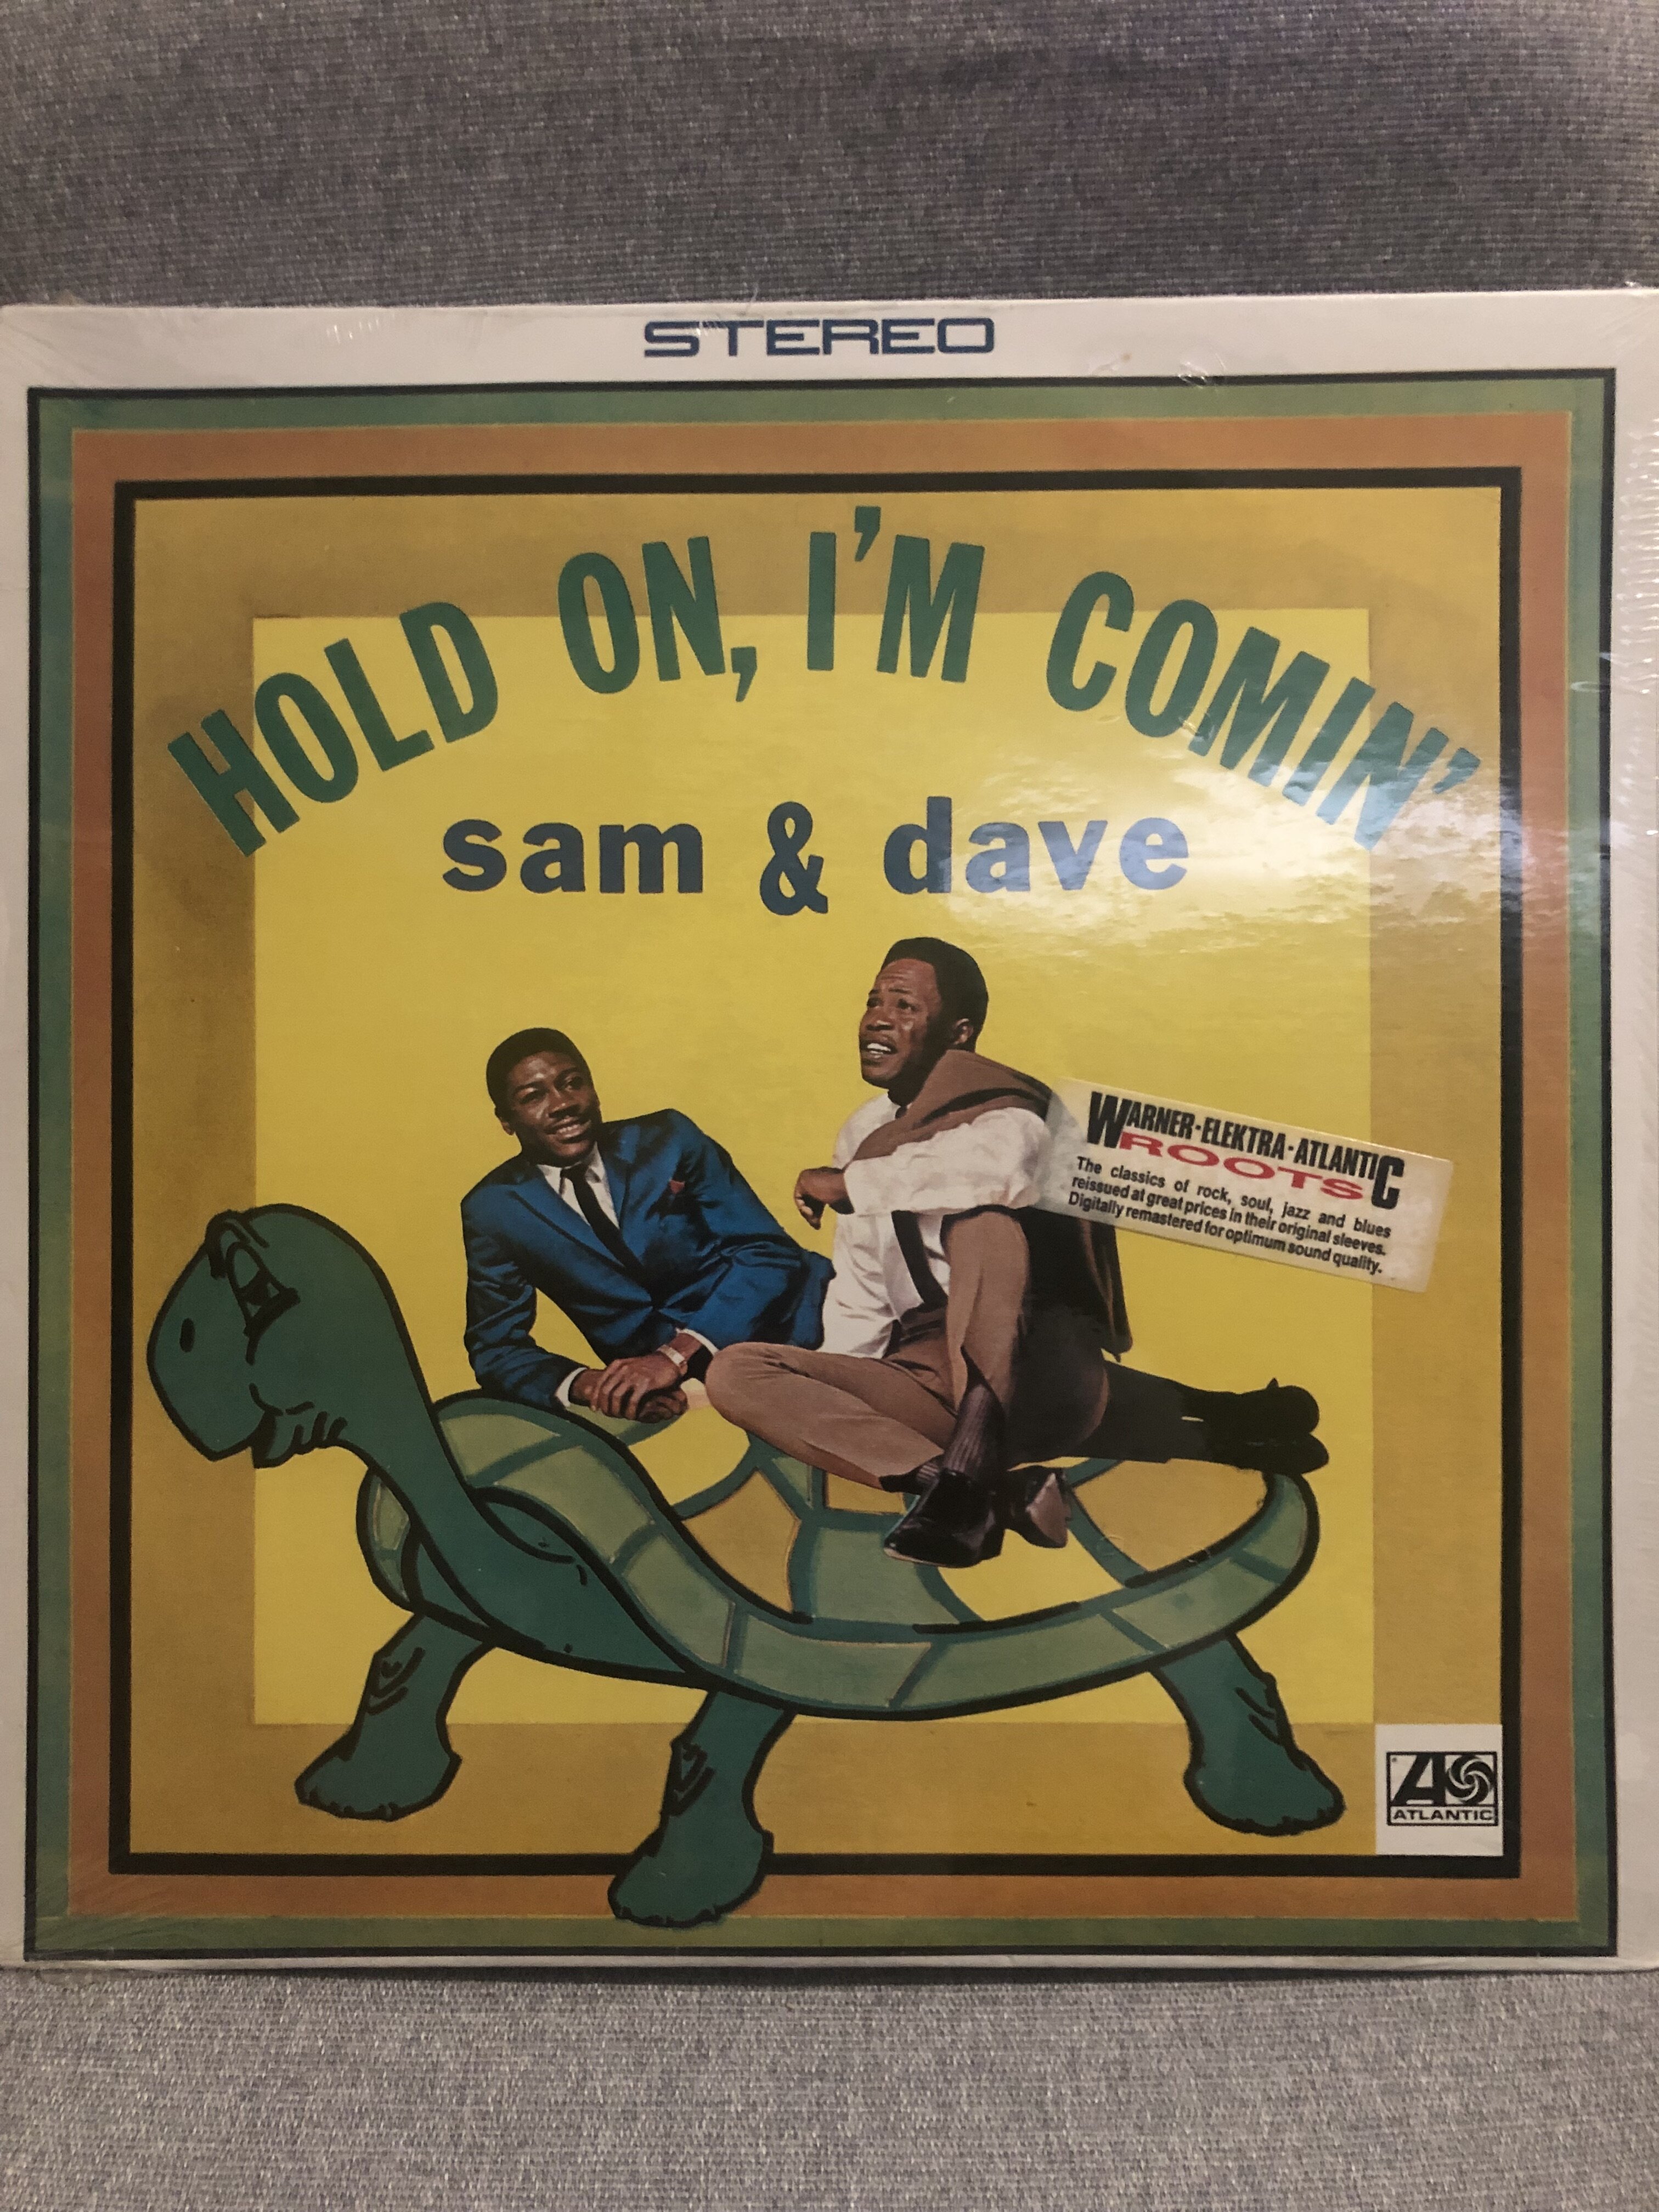 STEREO
HOLD ON, I'M COMIN'
sam & dave
WARNER-ELEKTRA-ATLANTIC
ROOTS
The classics of rock, soul, jazz and blues
reissued at great prices in their original sleeves.
Digitally remastered for optimum sound quality.
ATLANTIC